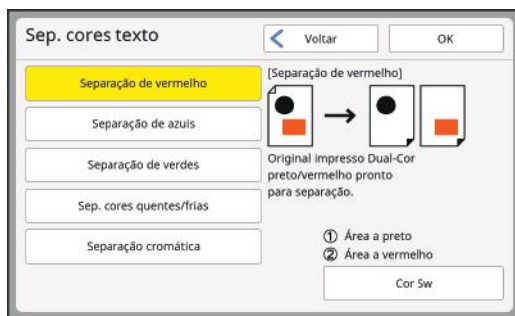 Sep. cores texto
Voltar
OK
Separação de vermelho
Separação de azuis
Separação de verdes
Sep. cores quentes/frias
Separação cromática
[Separação de vermelho]
Original impresso Dual-Cor
preto/vermelho pronto
para separação.
① Área a preto
② Área a vermelho
Cor Sw